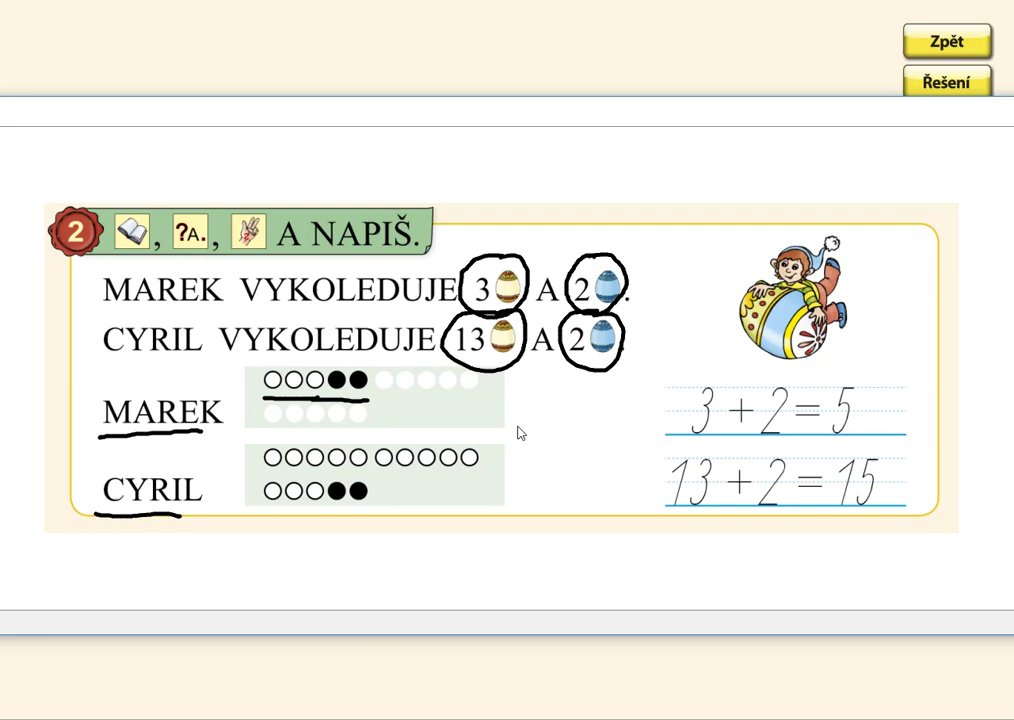 Zpět
Řešení
2 , ?A. , 2 A NAPIŠ.
MAREK VYKOLEDUJE 3 A 2 .
CYRIL VYKOLEDUJE 13 A 2 .
MAREK
3 + 2 = 5
CYRIL
13 + 2 = 15